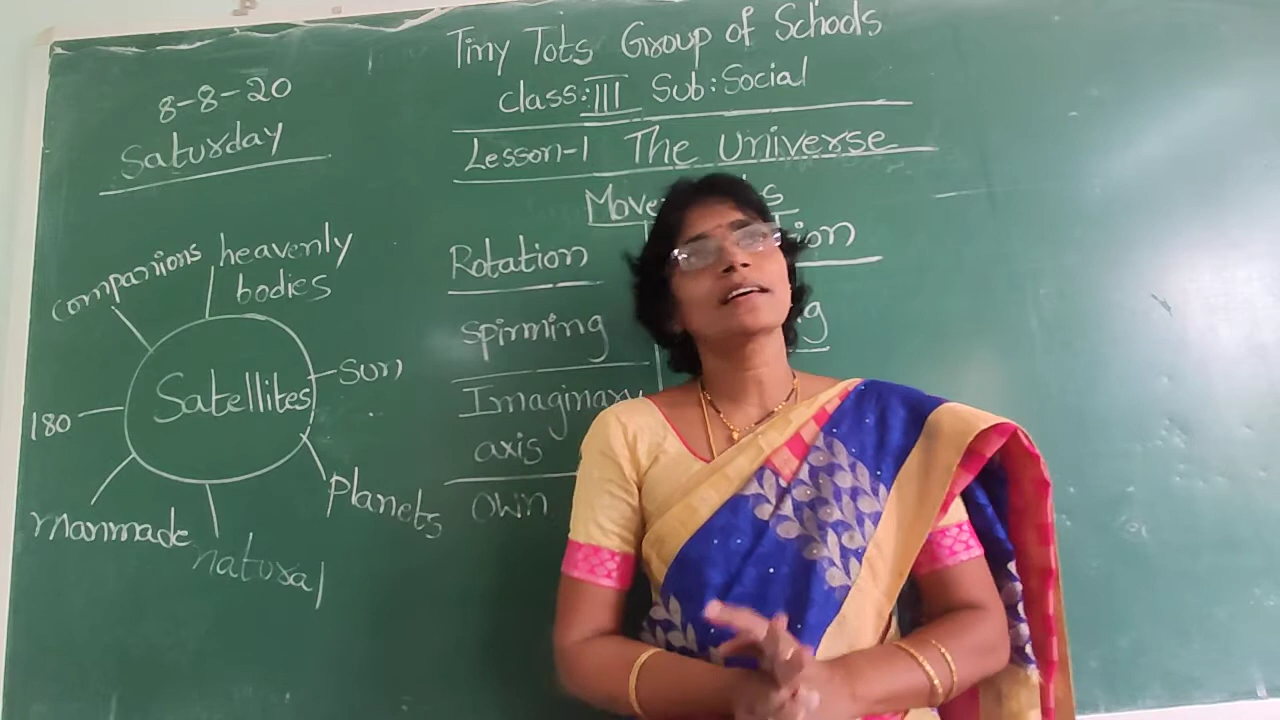 Tiny Tots Group of Schools
class: III Sub: Social
8-8-20
Saturday
Lesson-1 The Universe
Rotation
spinning
Imaginary
axis
own
companions
heavenly
bodies
Satellites
Sun
180
planets
manmade
natural